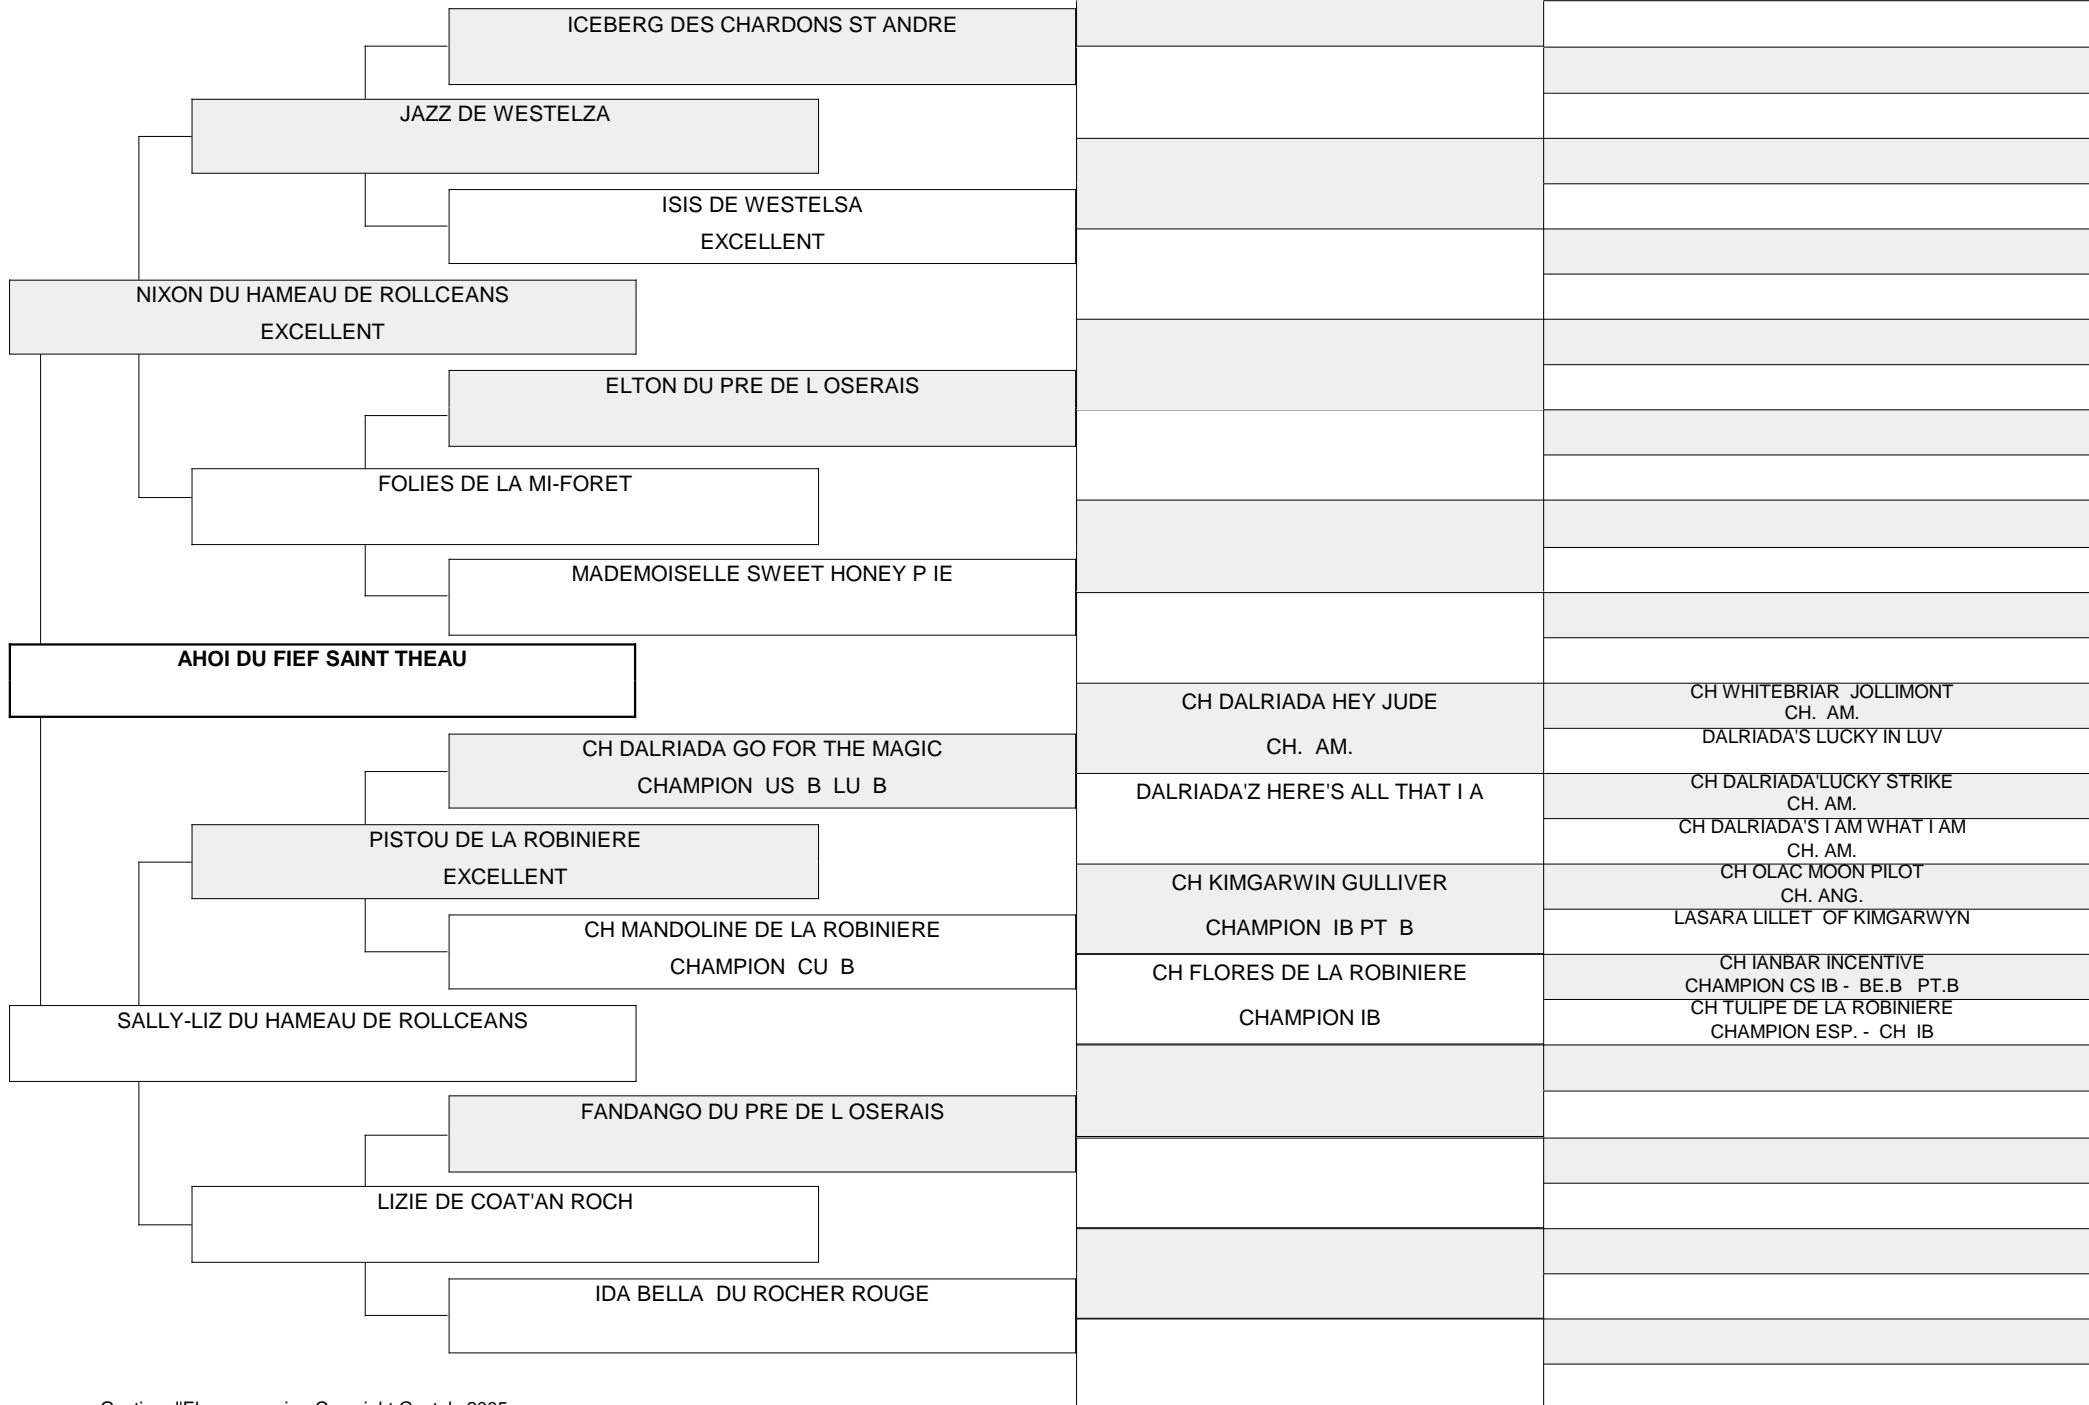 ICEBERG DES CHARDONS ST ANDRE
JAZZ DE WESTELZA
ISIS DE WESTELSA
EXCELLENT
NIXON DU HAMEAU DE ROLLCEANS
EXCELLENT
ELTON DU PRE DE L OSERAIS
FOLIES DE LA MI-FORET
MADEMOISELLE SWEET HONEY P IE
AHOI DU FIEF SAINT THEAU
CH DALRIADA HEY JUDE
CH. AM.
CH WHITEBRIAR JOLLIMONT
CH. AM.
DALRIADA'S LUCKY IN LUV
CH DALRIADA GO FOR THE MAGIC
CHAMPION US B LU B
DALRIADA'Z HERE'S ALL THAT I A
CH DALRIADA'LUCKY STRIKE
CH. AM.
CH DALRIADA'S I AM WHAT I AM
CH. AM.
PISTOU DE LA ROBINIERE
EXCELLENT
CH KIMGARWIN GULLIVER
CHAMPION IB PT B
CH OLAC MOON PILOT
CH. ANG.
LASARA LILLET OF KIMGARWYN
CH MANDOLINE DE LA ROBINIERE
CHAMPION CU B
CH FLORES DE LA ROBINIERE
CHAMPION IB
CH IANBAR INCENTIVE
CHAMPION CS IB - BE.B PT.B
CH TULIPE DE LA ROBINIERE
CHAMPION ESP. - CH IB
SALLY-LIZ DU HAMEAU DE ROLLCEANS
FANDANGO DU PRE DE L OSERAIS
LIZIE DE COAT'AN ROCH
IDA BELLA DU ROCHER ROUGE